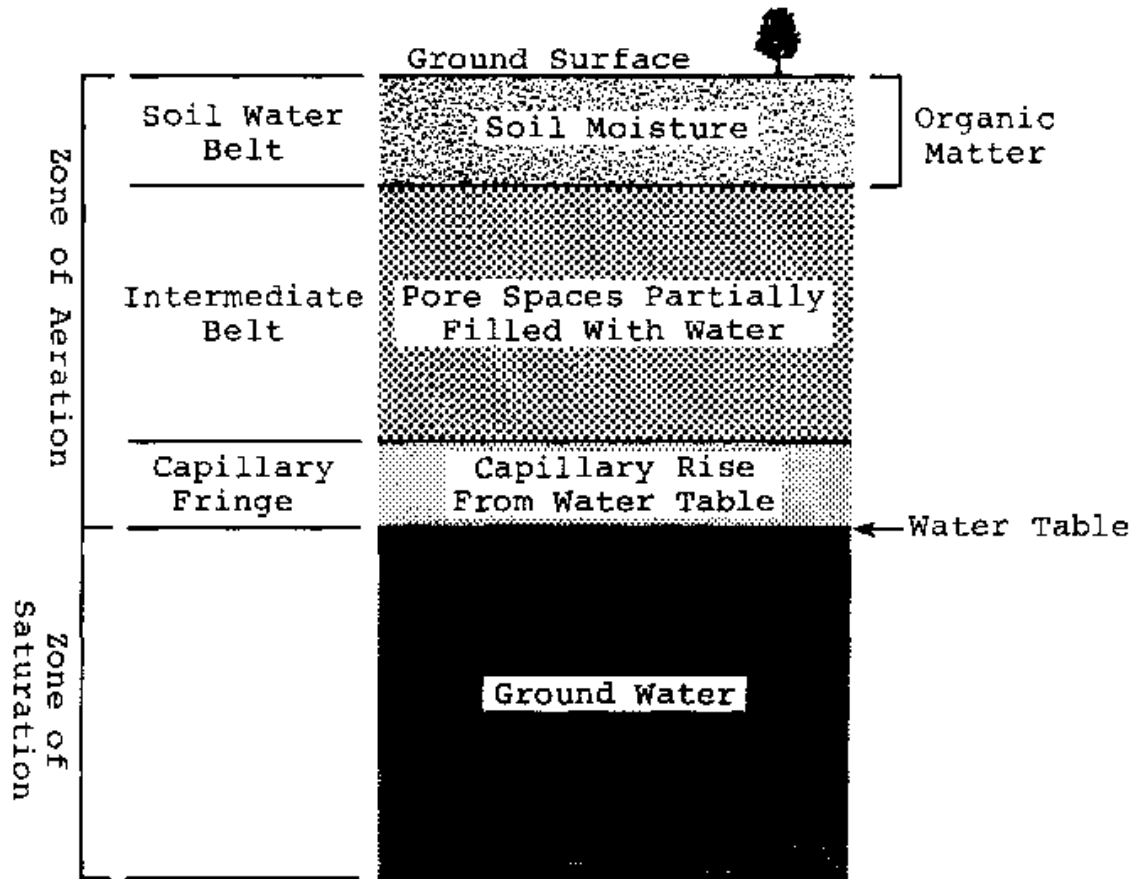 Ground Surface
Zone of Aeration
Soil Water
Belt
Soil Moisture
Organic
Matter
Intermediate
Belt
Pore Spaces Partially
Filled With Water
Capillary
Fringe
Capillary Rise
From Water Table
Water Table
Zone of
Saturation
Ground Water